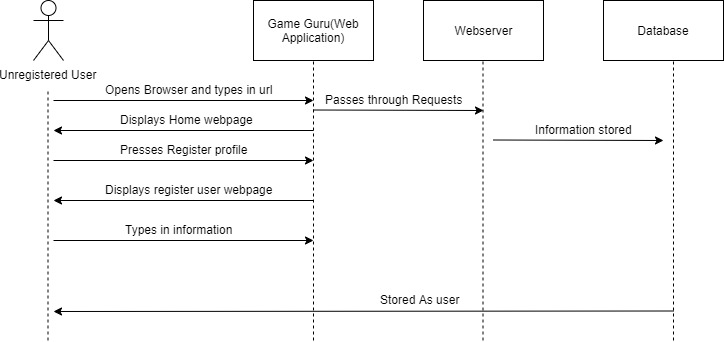 Game Guru(Web
Application)
Webserver
Database
Unregistered User
Opens Browser and types in url
Passes through Requests
Displays Home webpage
Information stored
Presses Register profile
Displays register user webpage
Types in information
Stored As user